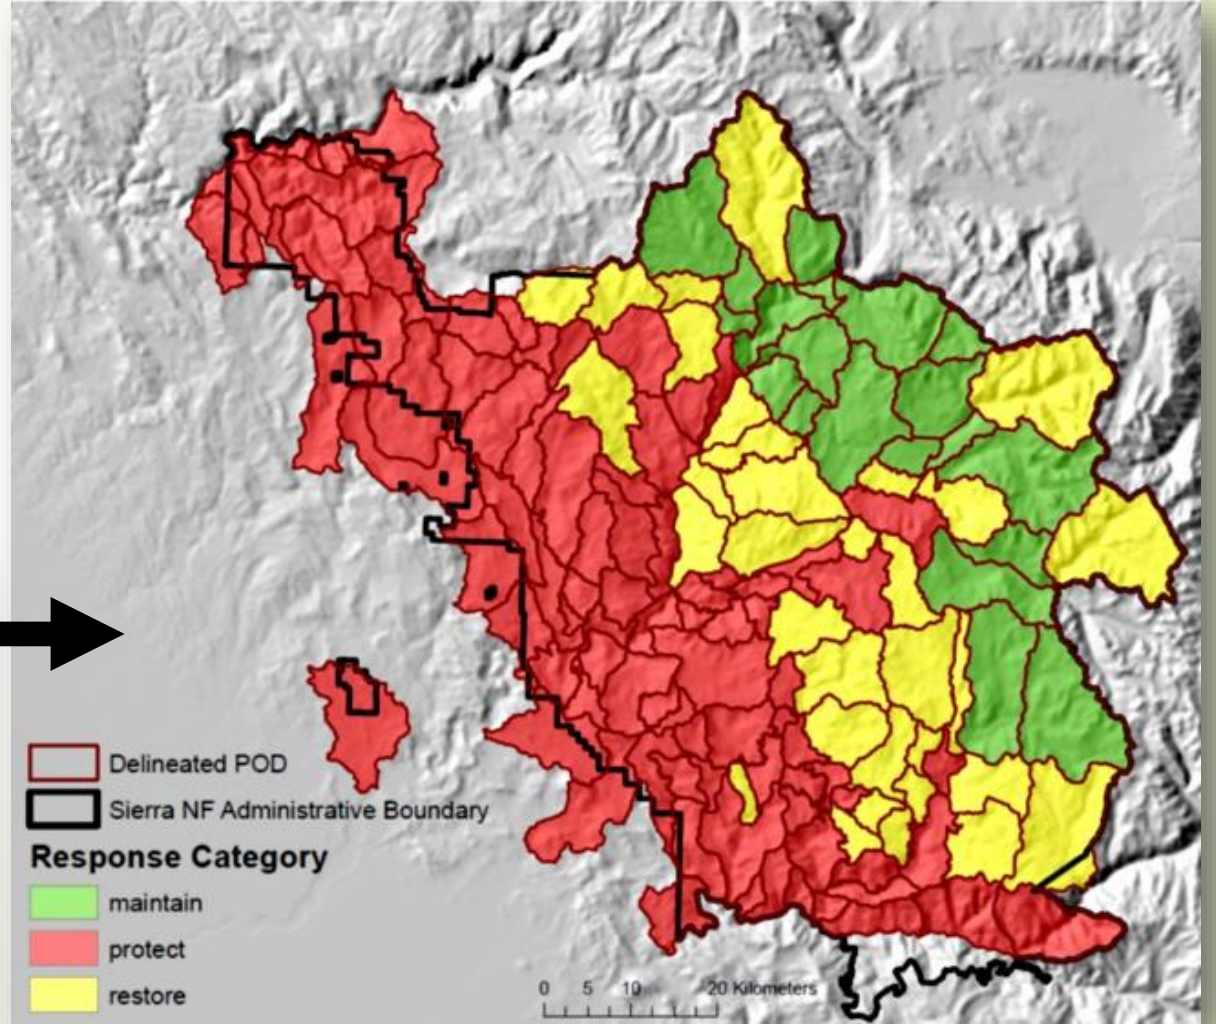 Delineated POD
Sierra NF Administrative Boundary
Response Category
maintain
protect
restore
0 5 10 20 Kilometers